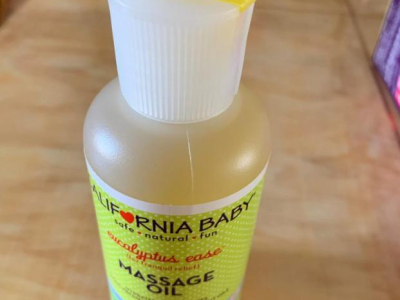 CALIFORNIA BABY
safe • natural • fun
eucalyptus ease
MASSAGE
OIL